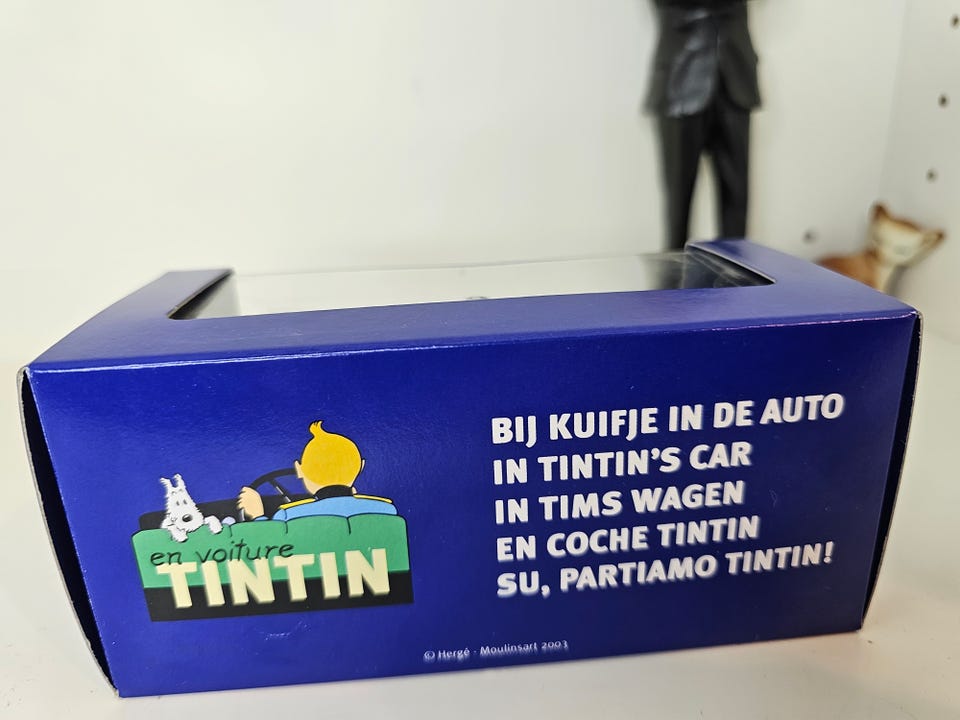 en voiture
TINTIN
BIJ KUIFJE IN DE AUTO
IN TINTIN'S CAR
IN TIMS WAGEN
EN COCHE TINTIN
SU, PARTIAMO TINTIN!
© Hergé - Moulinsart 2003